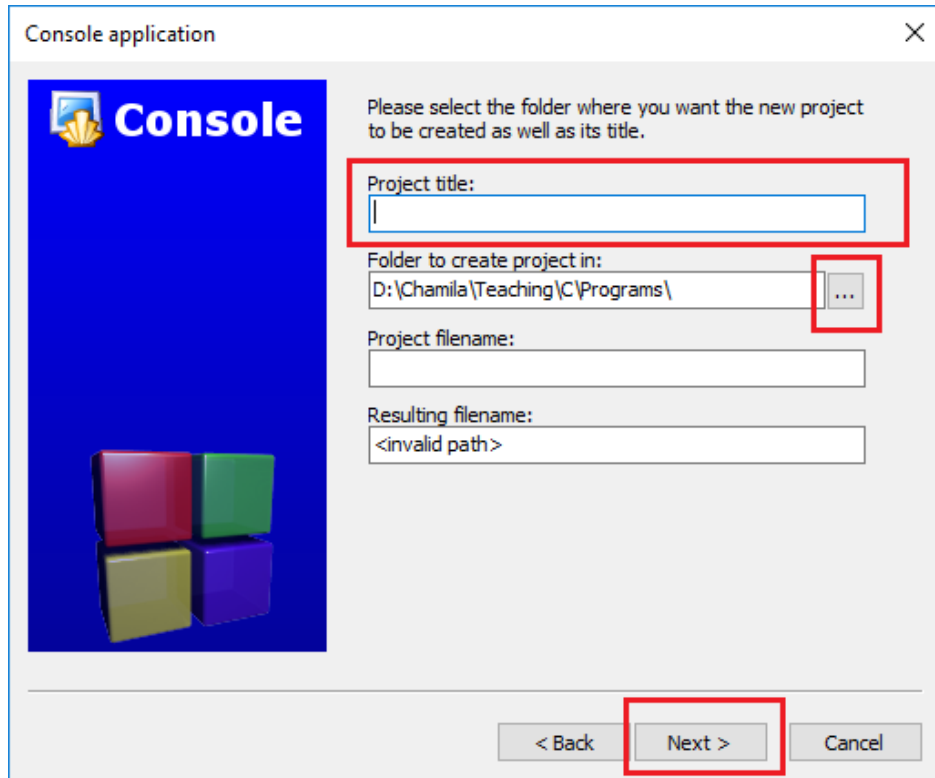 Console application
Console
Please select the folder where you want the new project
to be created as well as its title.
Project title:
Folder to create project in:
D:\Chamila\Teaching\C\Programs\
...
Project filename:
Resulting filename:
<invalid path>
< Back
Next >
Cancel